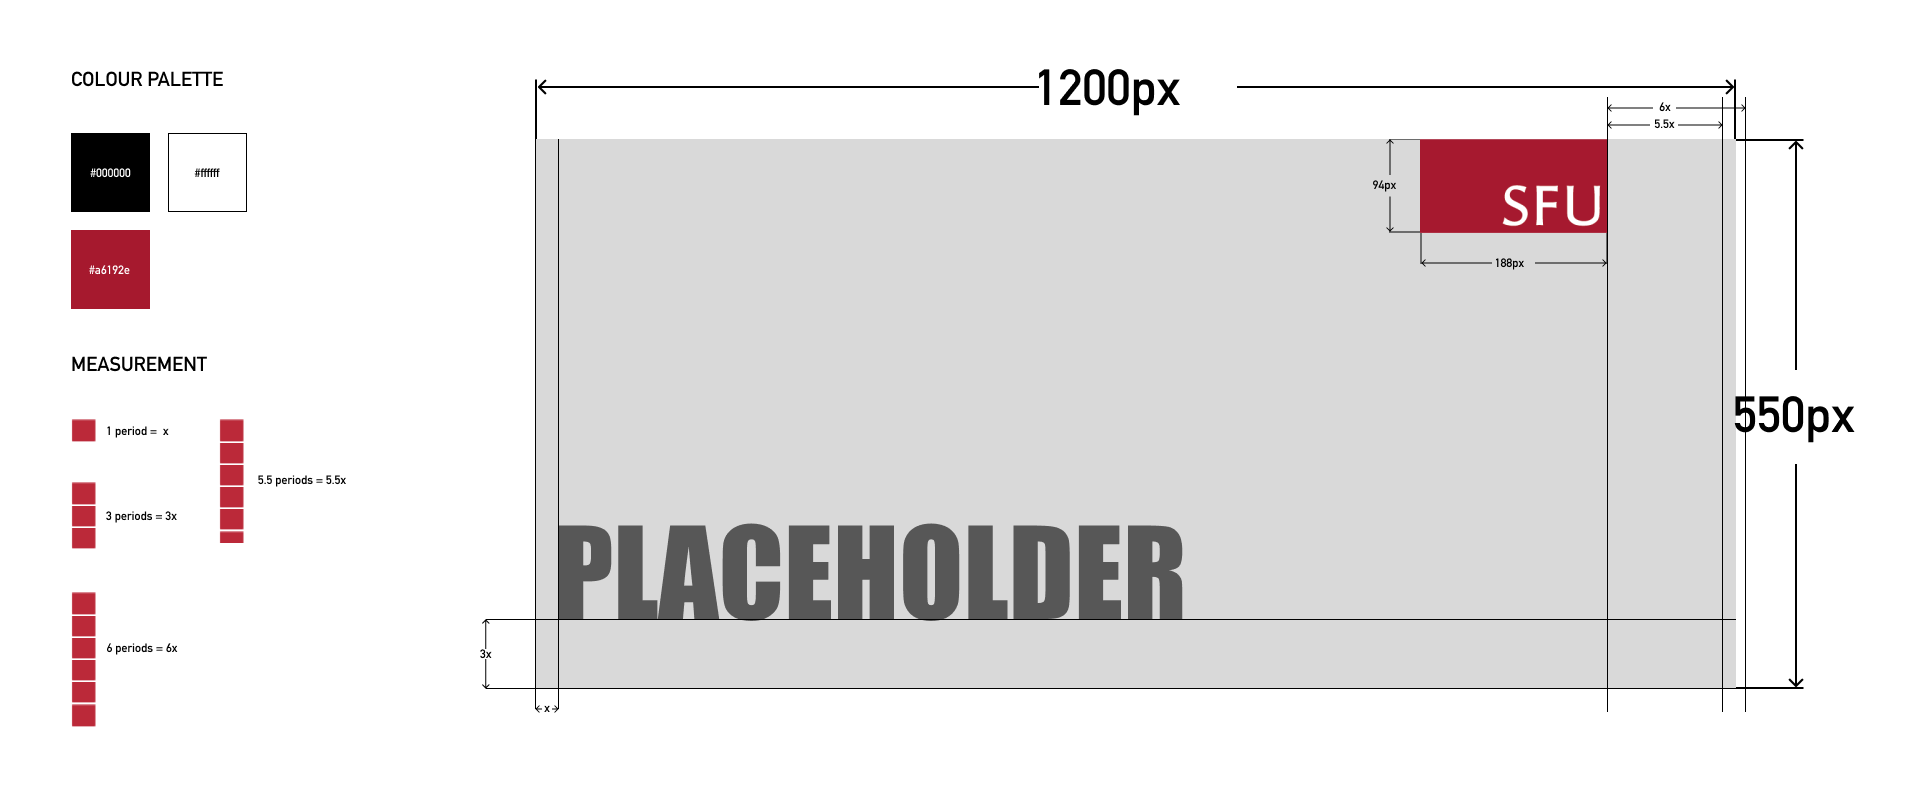 COLOUR PALETTE
#000000
#ffffff
#a6192e
MEASUREMENT
1 period = x
5.5 periods = 5.5x
3 periods = 3x
6 periods = 6x
1200px
6x
5.5x
94px
SFU
188px
550px
PLACEHOLDER
3x
x